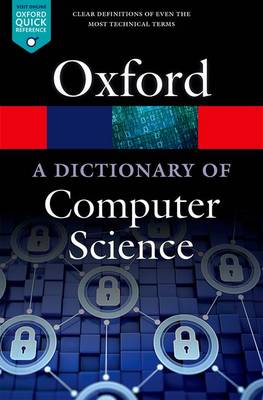 VISIT ONLINE
OXFORD
QUICK
REFERENCE
CLEAR DEFINITIONS OF EVEN THE
MOST TECHNICAL TERMS
Oxford
A DICTIONARY OF
Computer
Science